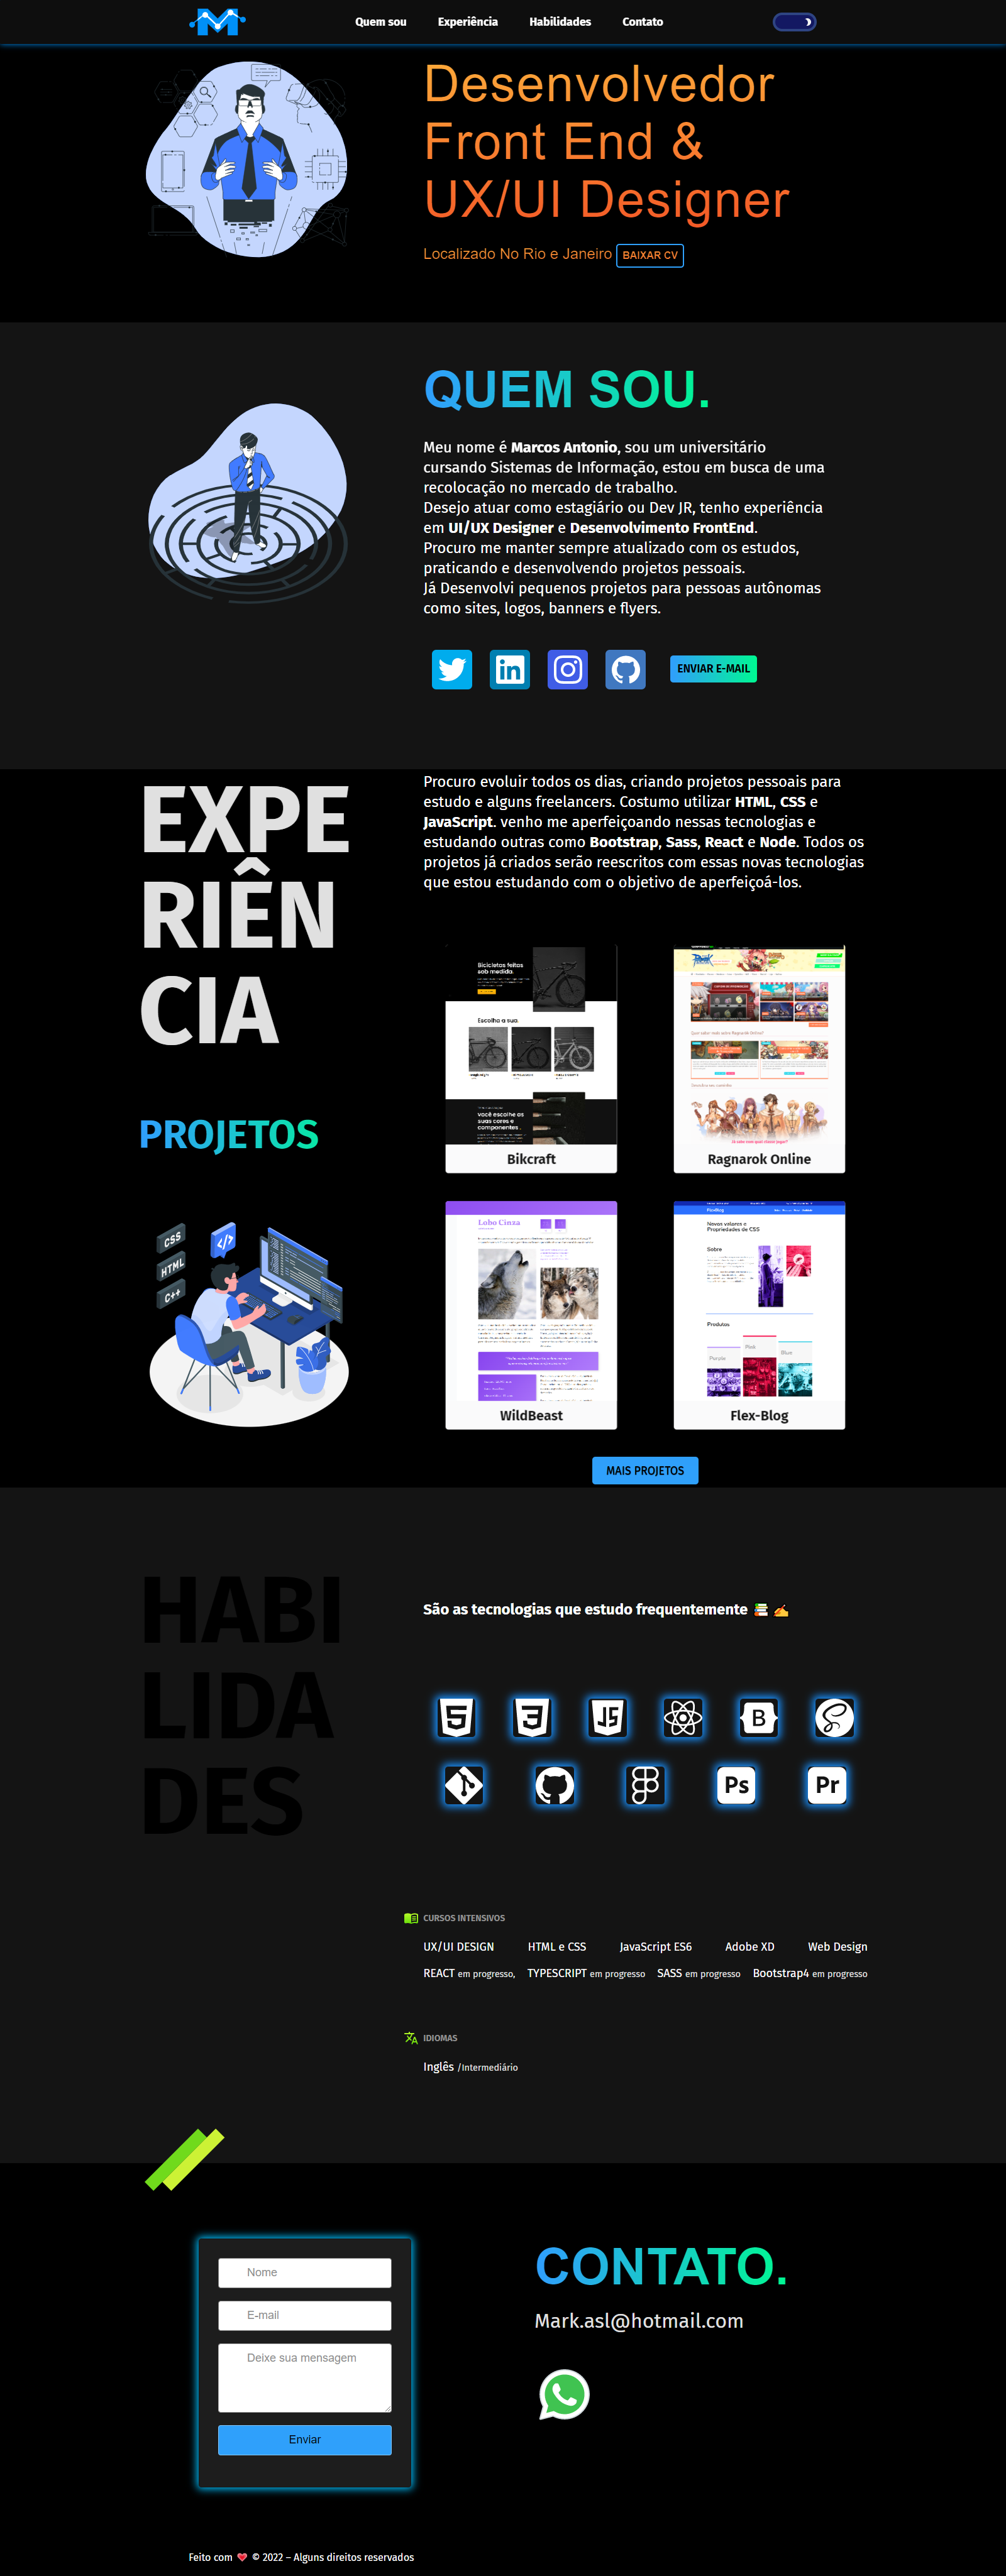 Quem sou Experiência Habilidades Contato
Desenvolvedor
Front End &
UX/UI Designer
Localizado No Rio e Janeiro BAIXAR CV
QUEM SOU.
Meu nome é Marcos Antonio, sou um universitário
cursando Sistemas de Informação, estou em busca de uma
recolocação no mercado de trabalho.
Desejo atuar como estagiário ou Dev JR, tenho experiência
em UI/UX Designer e Desenvolvimento FrontEnd.
Procuro me manter sempre atualizado com os estudos,
praticando e desenvolvendo projetos pessoais.
Já Desenvolvi pequenos projetos para pessoas autônomas
como sites, logos, banners e flyers.
in
ENVIAR E-MAIL
EXPE
RIÊN
CIA
Procuro evoluir todos os dias, criando projetos pessoais para
estudo e alguns freelancers. Costumo utilizar HTML, CSS e
JavaScript. venho me aperfeiçoando nessas tecnologias e
estudando outras como Bootstrap, Sass, React e Node. Todos os
projetos já criados serão reescritos com essas novas tecnologias
que estou estudando com o objetivo de aperfeiçoá-los.
PROJETOS
CSS
</>
HTML
C++
Bicicletas feitas
sob medida.
Escolha a sua
você escolhe as
suas cores e
componentes.
Bikcraft
Ragnarok Online
Lobo Cinza
WildBeast
FlexBlog
Novos valores e
Propriedades de CSS
Sobre
Produtos
Purple
Pink
Blue
Flex-Blog
MAIS PROJETOS
HABI
LIDA
DES
São as tecnologias que estudo frequentemente 📚 ✍
5 3 JS B
Ps Pr
CURSOS INTENSIVOS
UX/UI DESIGN HTML e CSS JavaScript ES6 Adobe XD Web Design
REACT em progresso, TYPESCRIPT em progresso SASS em progresso Bootstrap4 em progresso
IDIOMAS
Inglês /Intermediário
Nome
E-mail
Deixe sua mensagem
Enviar
CONTATO.
Mark.asl@hotmail.com
Feito com ❤ © 2022 – Alguns direitos reservados